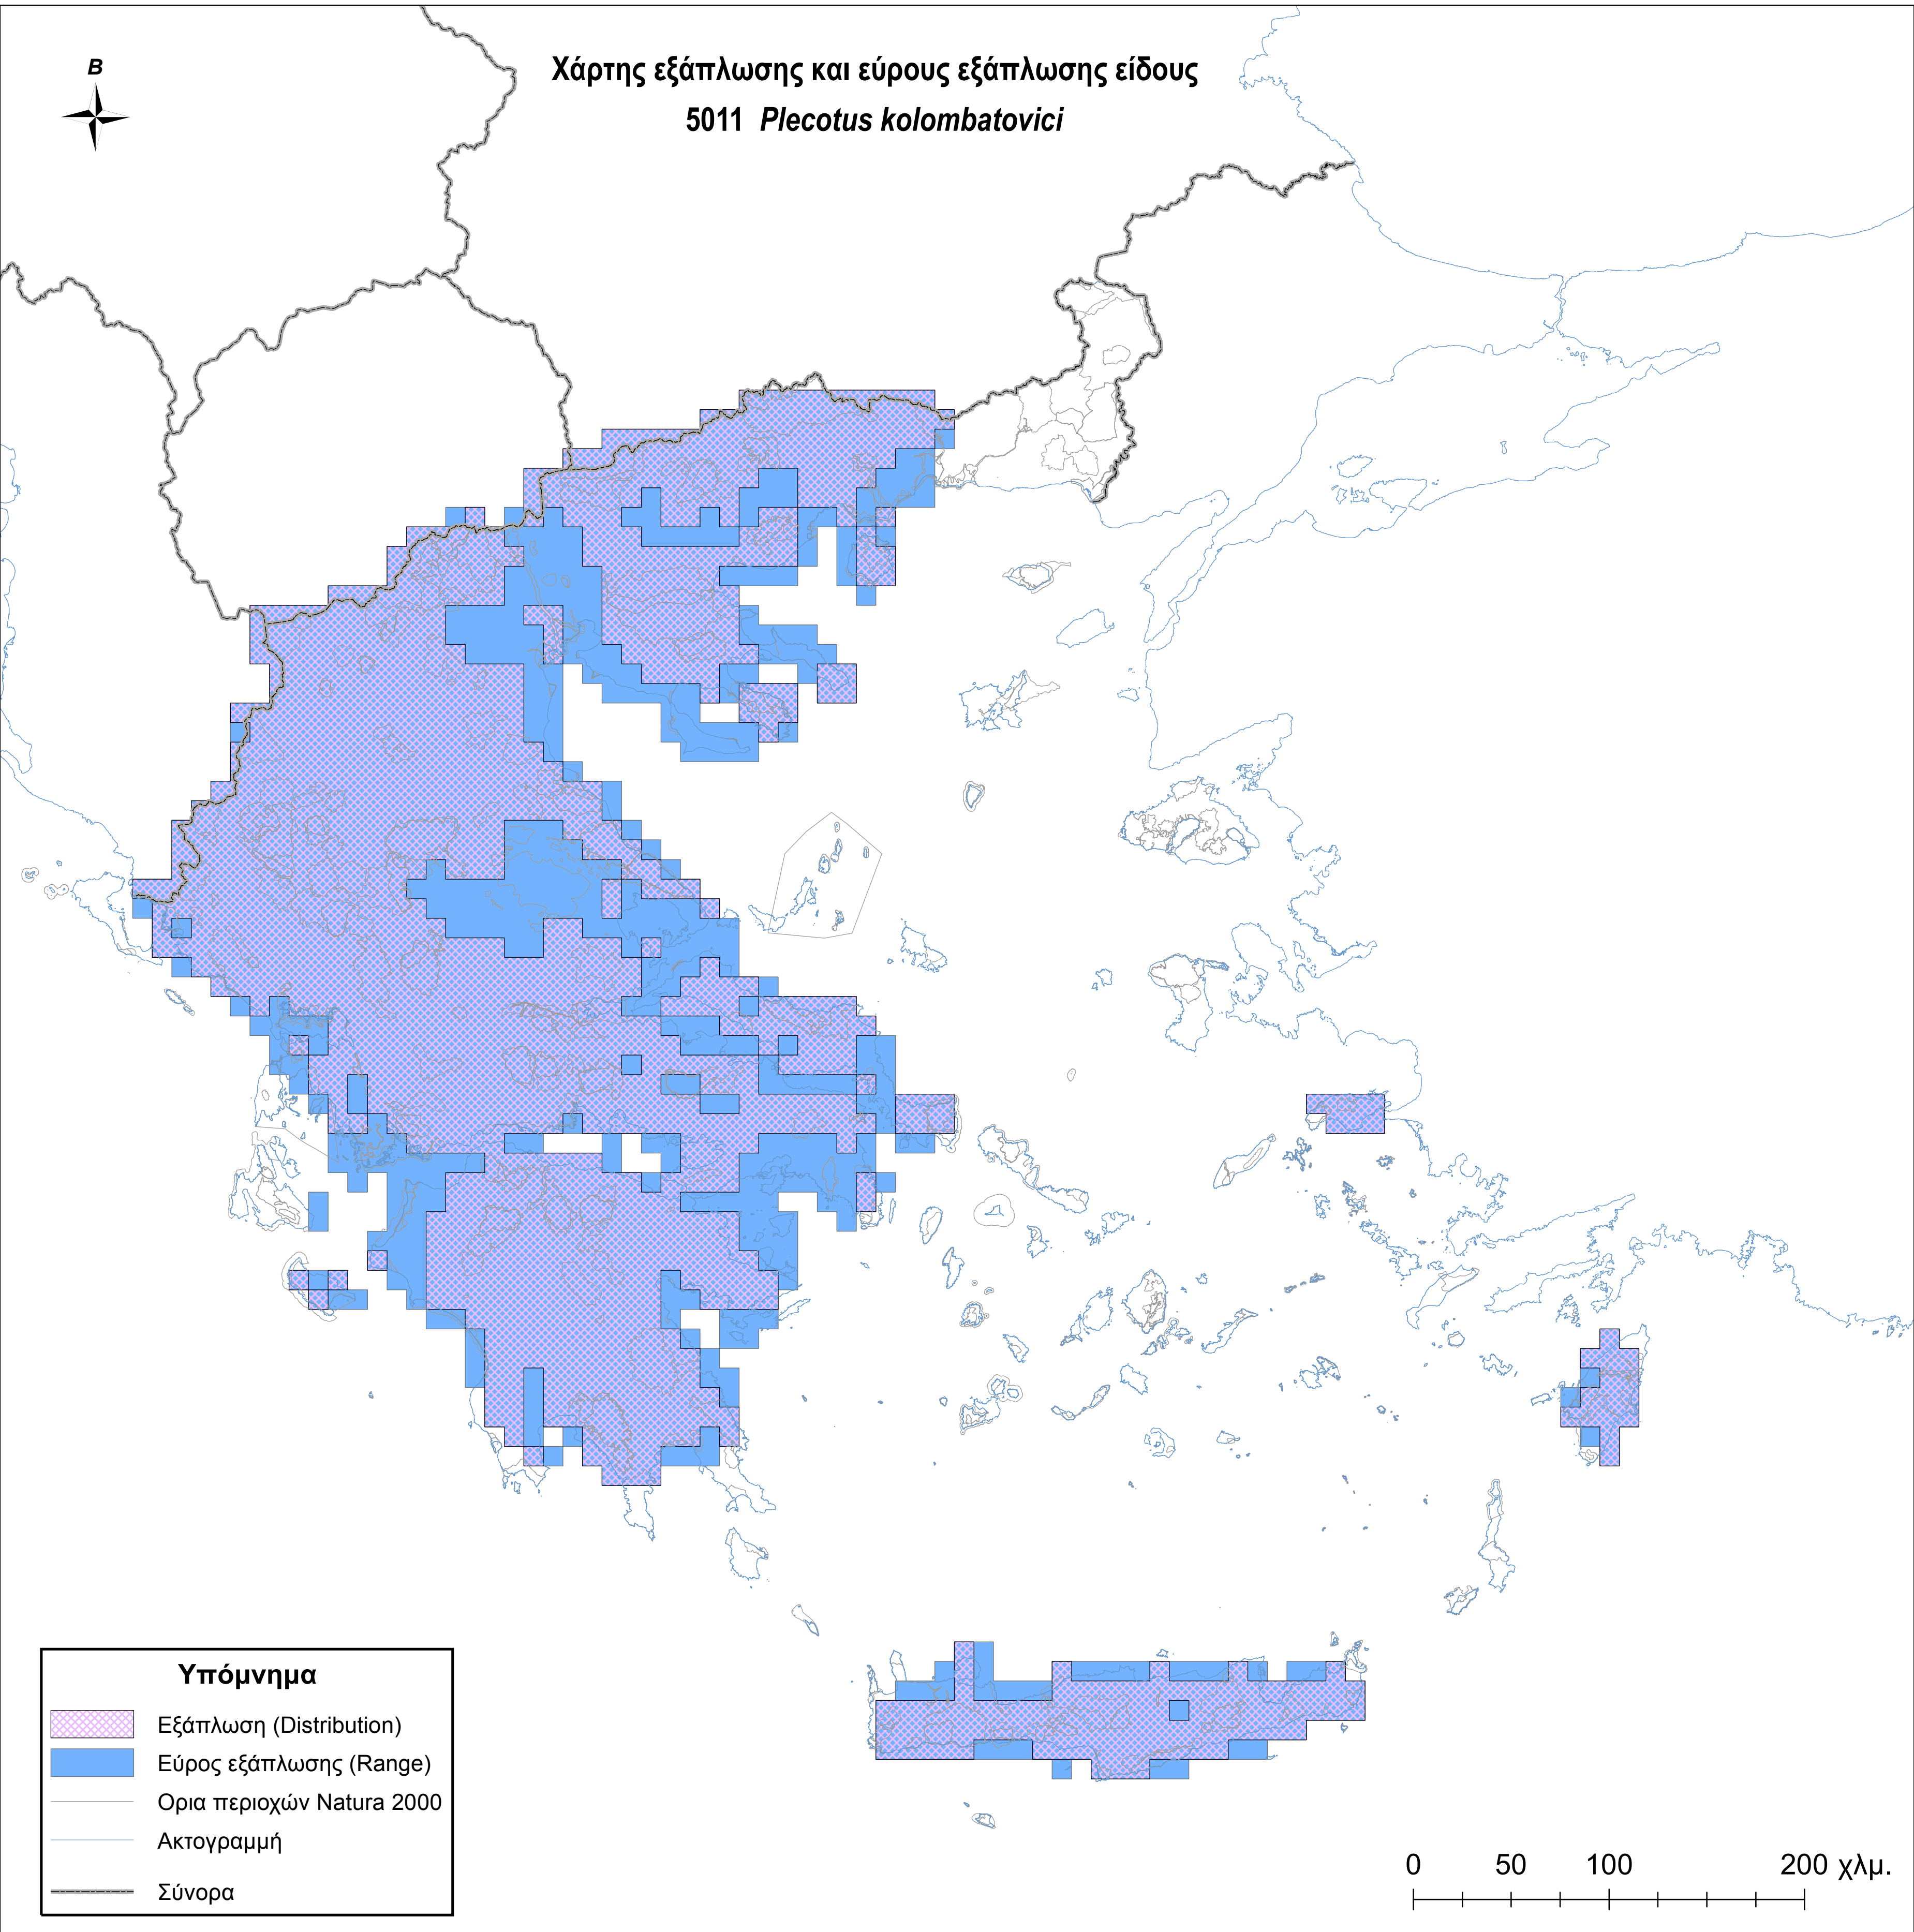 Χάρτης εξάπλωσης και εύρους εξάπλωσης είδους
5011 Plecotus kolombatovici
B
Υπόμνημα
Εξάπλωση (Distribution)
Εύρος εξάπλωσης (Range)
Ορια περιοχών Natura 2000
Ακτογραμμή
Σύνορα
0 50 100 200 χλμ.